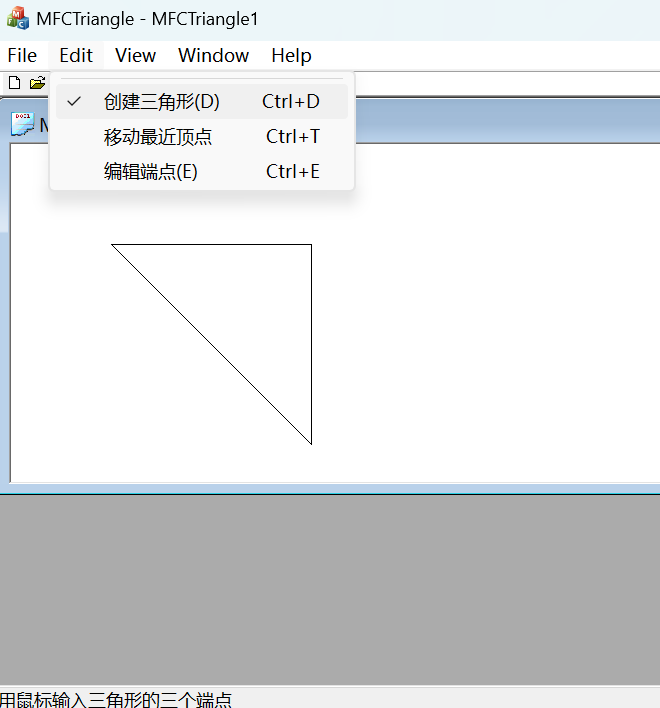 MFCTriangle - MFCTriangle1
File Edit View Window Help
创建三角形(D) Ctrl+D
移动最近顶点 Ctrl+T
编辑端点(E) Ctrl+E
用鼠标输入三角形的三个端点